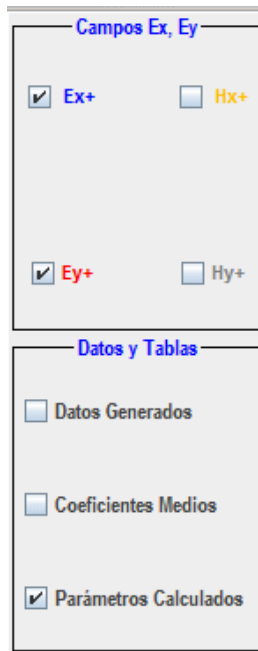 Campos Ex, Ey
Ex+ Hx+
Ey+ Hy+
Datos y Tablas
Datos Generados
Coeficientes Medios
Parámetros Calculados